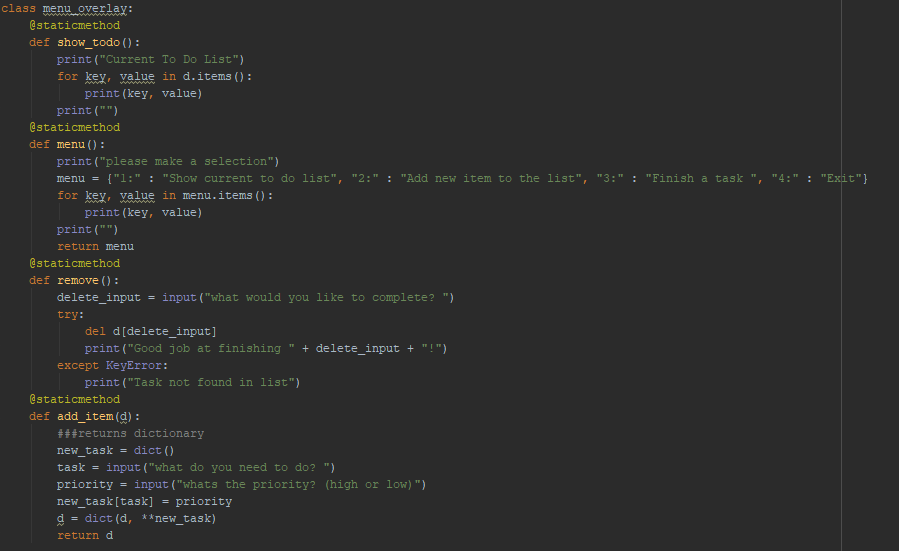 class menu_overlay:
    @staticmethod
    def show_todo():
        print("Current To Do List")
        for key, value in d.items():
            print(key, value)
        print("")
    @staticmethod
    def menu():
        print("please make a selection")
        menu = {"1:" : "Show current to do list", "2:" : "Add new item to the list", "3:" : "Finish a task ", "4:" : "Exit"}
        for key, value in menu.items():
            print(key, value)
        print("")
        return menu
    @staticmethod
    def remove():
        delete_input = input("what would you like to complete? ")
        try:
            del d[delete_input]
            print("Good job at finishing " + delete_input + "!")
        except KeyError:
            print("Task not found in list")
    @staticmethod
    def add_item(d):
        ###returns dictionary
        new_task = dict()
        task = input("what do you need to do? ")
        priority = input("whats the priority? (high or low)")
        new_task[task] = priority
        d = dict(d, **new_task)
        return d